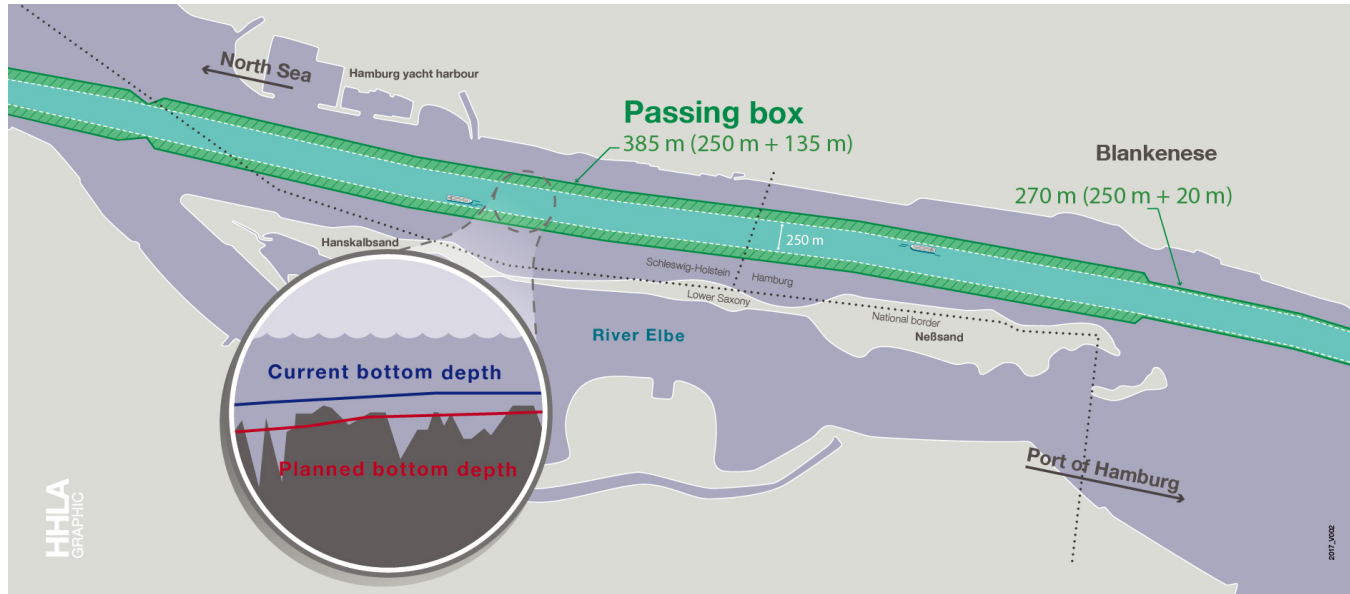 North Sea
Hamburg yacht harbour
Passing box
385 m (250 m + 135 m)
Blankenese
270 m (250 m + 20 m)
250 m
Hanskalbsand
Schleswig-Holstein
Hamburg
Lower Saxony
National border
Neßsand
River Elbe
Current bottom depth
Planned bottom depth
Port of Hamburg
HHLA
GRAPHIC
2017_V002